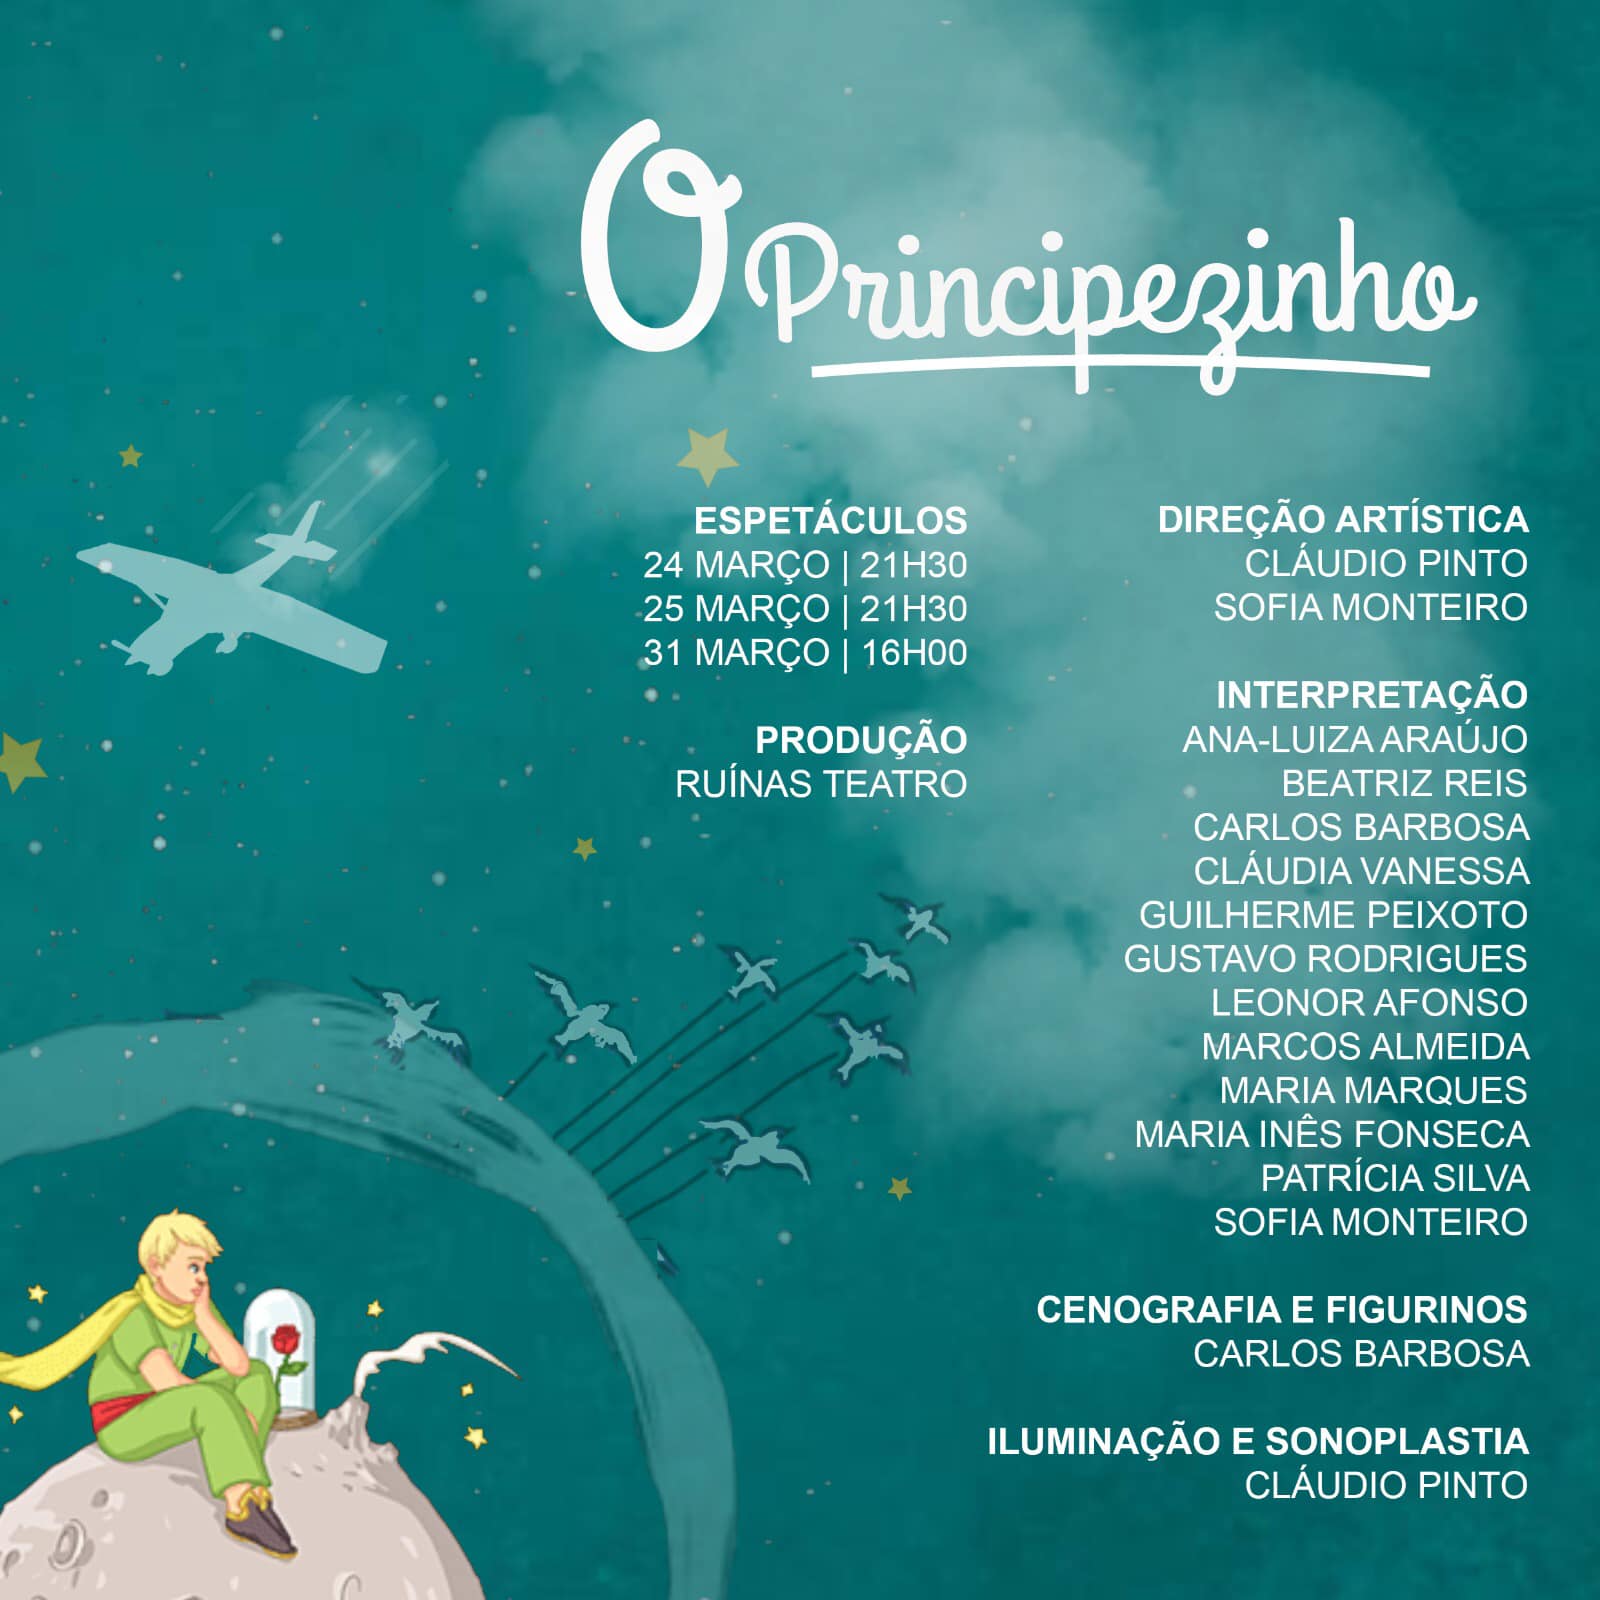 O Principezinho
ESPETÁCULOS
24 MARÇO | 21H30
25 MARÇO | 21H30
31 MARÇO | 16H00
PRODUÇÃO
RUÍNAS TEATRO
DIREÇÃO ARTÍSTICA
CLÁUDIO PINTO
SOFIA MONTEIRO
INTERPRETAÇÃO
ANA-LUIZA ARAÚJO
BEATRIZ REIS
CARLOS BARBOSA
CLÁUDIA VANESSA
GUILHERME PEIXOTO
GUSTAVO RODRIGUES
LEONOR AFONSO
MARCOS ALMEIDA
MARIA MARQUES
MARIA INÊS FONSECA
PATRÍCIA SILVA
SOFIA MONTEIRO
CENOGRAFIA E FIGURINOS
CARLOS BARBOSA
ILUMINAÇÃO E SONOPLASTIA
CLÁUDIO PINTO